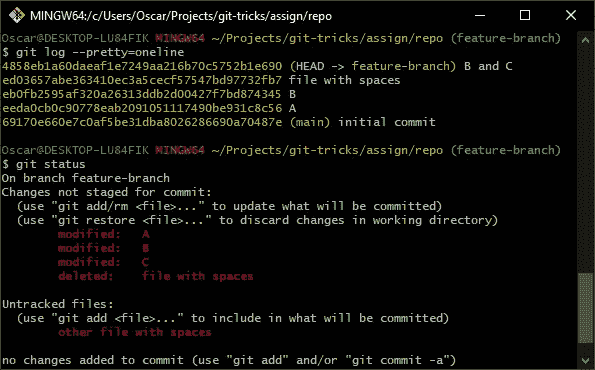 MINGW64:/c/Users/Oscar/Projects/git-tricks/assign/repo
Oscar@DESKTOP-LU84FIK MINGW64 ~/Projects/git-tricks/assign/repo (feature-branch)
$ git log --pretty=oneline
4858eb1a60daeaf1e7249aa216b70c5752b1e690 (HEAD -> feature-branch) B and C
ed03657abe363410ec3a5cecf57547bd97732fb7 file with spaces
eb0fb2595af320a26313ddb2d00427f7bd874345 B
eeda0cb0c90778eab2091051117490be931c8c56 A
69170e660e7c0af5be31dba8026286690a70487e (main) initial commit
Oscar@DESKTOP-LU84FIK MINGW64 ~/Projects/git-tricks/assign/repo (feature-branch)
$ git status
On branch feature-branch
Changes not staged for commit:
(use "git add/rm <file>..." to update what will be committed)
(use "git restore <file>..." to discard changes in working directory)
modified: A
modified: B
modified: C
deleted: file with spaces
Untracked files:
(use "git add <file>..." to include in what will be committed)
other file with spaces
no changes added to commit (use "git add" and/or "git commit -a")